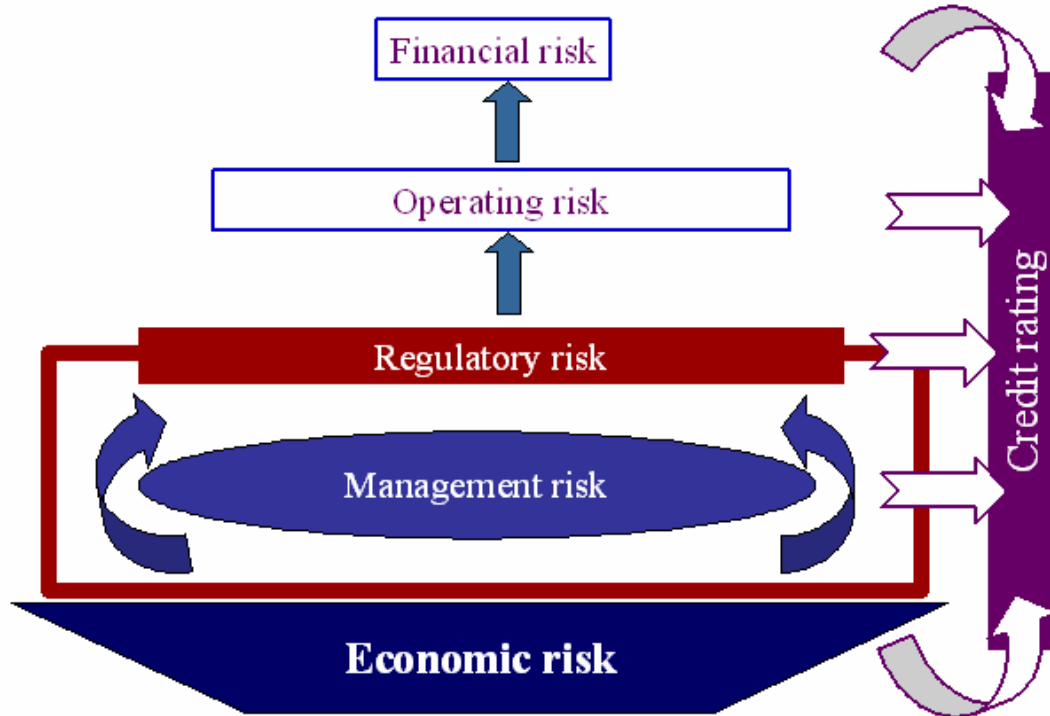 Financial risk
Operating risk
Regulatory risk
Management risk
Economic risk
Credit rating